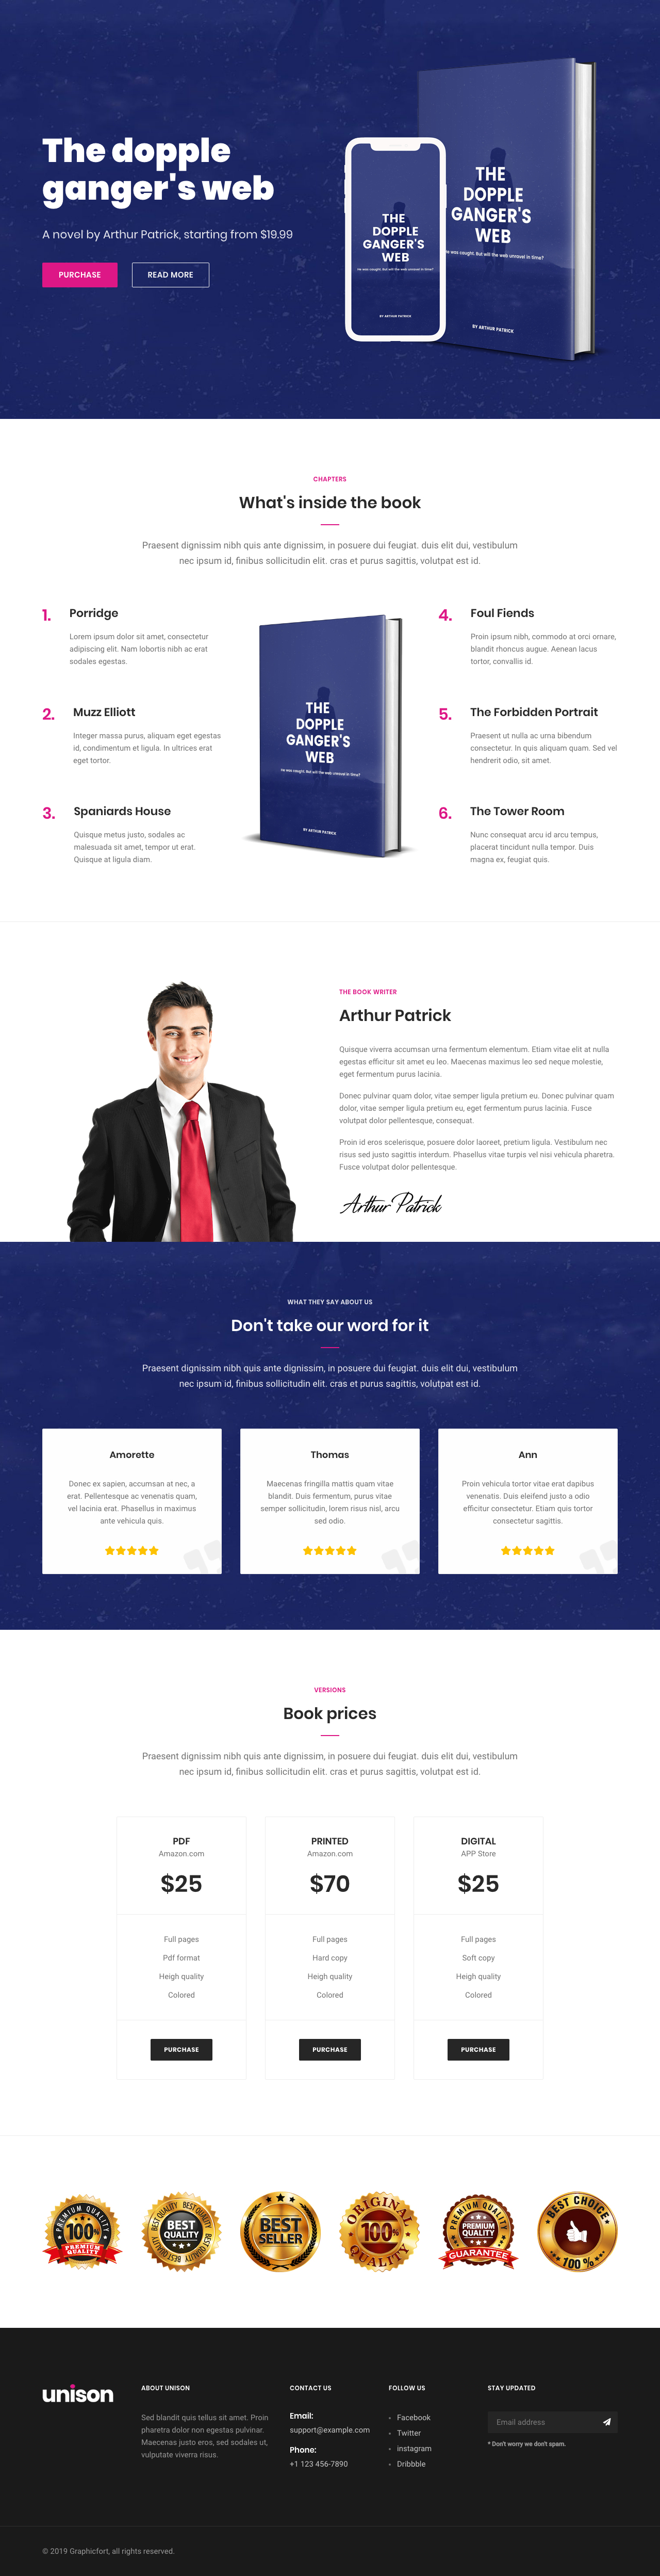 The dopple
ganger's web
A novel by Arthur Patrick, starting from $19.99
PURCHASE
READ MORE
THE
DOPPLE
GANGER'S
WEB
He was caught. But will the web unravel in time?
BY ARTHUR PATRICK
THE
DOPPLE
GANGER'S
WEB
he was caught. But will the web unravel in time?
BY ARTHUR PATRICK
CHAPTERS
What's inside the book
Praesent dignissim nibh quis ante dignissim, in posuere dui feugiat. duis elit dui, vestibulum
nec ipsum id, finibus sollicitudin elit. cras et purus sagittis, volutpat est id.
1.
Porridge
Lorem ipsum dolor sit amet, consectetur
adipiscing elit. Nam lobortis nibh ac erat
sodales egestas.
2.
Muzz Elliott
Integer massa purus, aliquam eget egestas
id, condimentum et ligula. In ultrices erat
eget tortor.
3.
Spaniards House
Quisque metus justo, sodales ac
malesuada sit amet, tempor ut erat.
Quisque at ligula diam.
THE
DOPPLE
GANGER'S
WEB
He was caught. But will the web unravel in time?
BY ARTHUR PATRICK
4.
Foul Fiends
Proin ipsum nibh, commodo at orci ornare,
blandit rhoncus augue. Aenean lacus
tortor, convallis id.
5.
The Forbidden Portrait
Praesent ut nulla ac urna bibendum
consectetur. In quis aliquam quam. Sed vel
hendrerit odio, sit amet.
6.
The Tower Room
Nunc consequat arcu id arcu tempus,
placerat tincidunt nulla tempor. Duis
magna ex, feugiat quis.
THE BOOK WRITER
Arthur Patrick
Quisque viverra accumsan urna fermentum elementum. Etiam vitae elit at nulla
egestas efficitur sit amet eu leo. Maecenas maximus leo sed neque molestie,
eget fermentum purus lacinia.
Donec pulvinar quam dolor, vitae semper ligula pretium eu. Donec pulvinar quam
dolor, vitae semper ligula pretium eu, eget fermentum purus lacinia. Fusce
volutpat dolor pellentesque, consequat.
Proin id eros scelerisque, posuere dolor laoreet, pretium ligula. Vestibulum nec
risus sed justo sagittis interdum. Phasellus vitae turpis vel nisi vehicula pharetra.
Fusce volutpat dolor pellentesque.
Arthur Patrick
WHAT THEY SAY ABOUT US
Don't take our word for it
Praesent dignissim nibh quis ante dignissim, in posuere dui feugiat. duis elit dui, vestibulum
nec ipsum id, finibus sollicitudin elit. cras et purus sagittis, volutpat est id.
Amorette
Donec ex sapien, accumsan at nec, a
erat. Pellentesque ac venenatis quam,
vel lacinia erat. Phasellus in maximus
ante vehicula quis.
Thomas
Maecenas fringilla mattis quam vitae
blandit. Duis fermentum, purus vitae
semper sollicitudin, lorem risus nisl, arcu
sed odio.
Ann
Proin vehicula tortor vitae erat dapibus
venenatis. Duis eleifend justo a odio
efficitur consectetur. Etiam quis tortor
consectetur sagittis.
VERSIONS
Book prices
Praesent dignissim nibh quis ante dignissim, in posuere dui feugiat. duis elit dui, vestibulum
nec ipsum id, finibus sollicitudin elit. cras et purus sagittis, volutpat est id.
PDF
Amazon.com
$25
Full pages
Pdf format
Heigh quality
Colored
PURCHASE
PRINTED
Amazon.com
$70
Full pages
Hard copy
Heigh quality
Colored
PURCHASE
DIGITAL
APP Store
$25
Full pages
Soft copy
Heigh quality
Colored
PURCHASE
PREMIUM QUALITY
100%
PREMIUM
QUALITY
BEST QUALITY BEST QUALITY
BEST
QUALITY
BEST QUALITY BEST QUALITY
BEST
SELLER
ORIGINAL
100%
QUALITY
PREMIUM QUALITY
PREMIUM
QUALITY
GUARANTEE
BEST CHOICE
100 %
unison
ABOUT UNISON
Sed blandit quis tellus sit amet. Proin
pharetra dolor non egestas pulvinar.
Maecenas justo eros, sed sodales ut,
vulputate viverra risus.
CONTACT US
Email:
support@example.com
Phone:
+1 123 456-7890
FOLLOW US
Facebook
Twitter
instagram
Dribbble
STAY UPDATED
Email address
* Don't worry we don't spam.
© 2019 Graphicfort, all rights reserved.